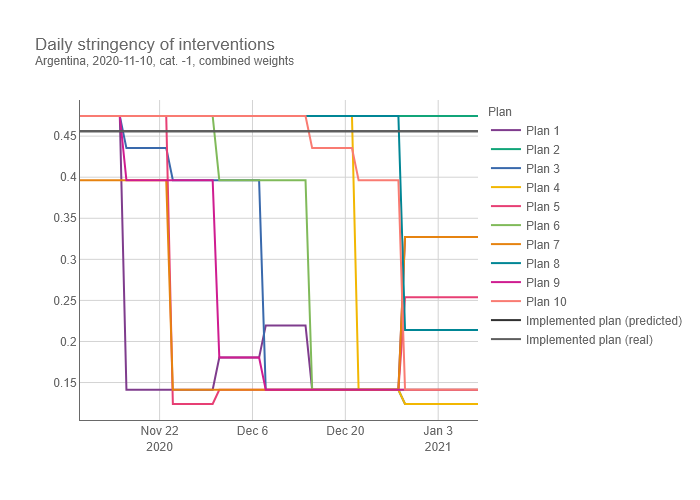 Daily stringency of interventions
Argentina, 2020-11-10, cat. -1, combined weights
Plan
Plan 1
Plan 2
Plan 3
Plan 4
Plan 5
Plan 6
Plan 7
Plan 8
Plan 9
Plan 10
Implemented plan (predicted)
Implemented plan (real)
0.45
0.4
0.35
0.3
0.25
0.2
0.15
Nov 22 Dec 6 Dec 20 Jan 3
2020 2021